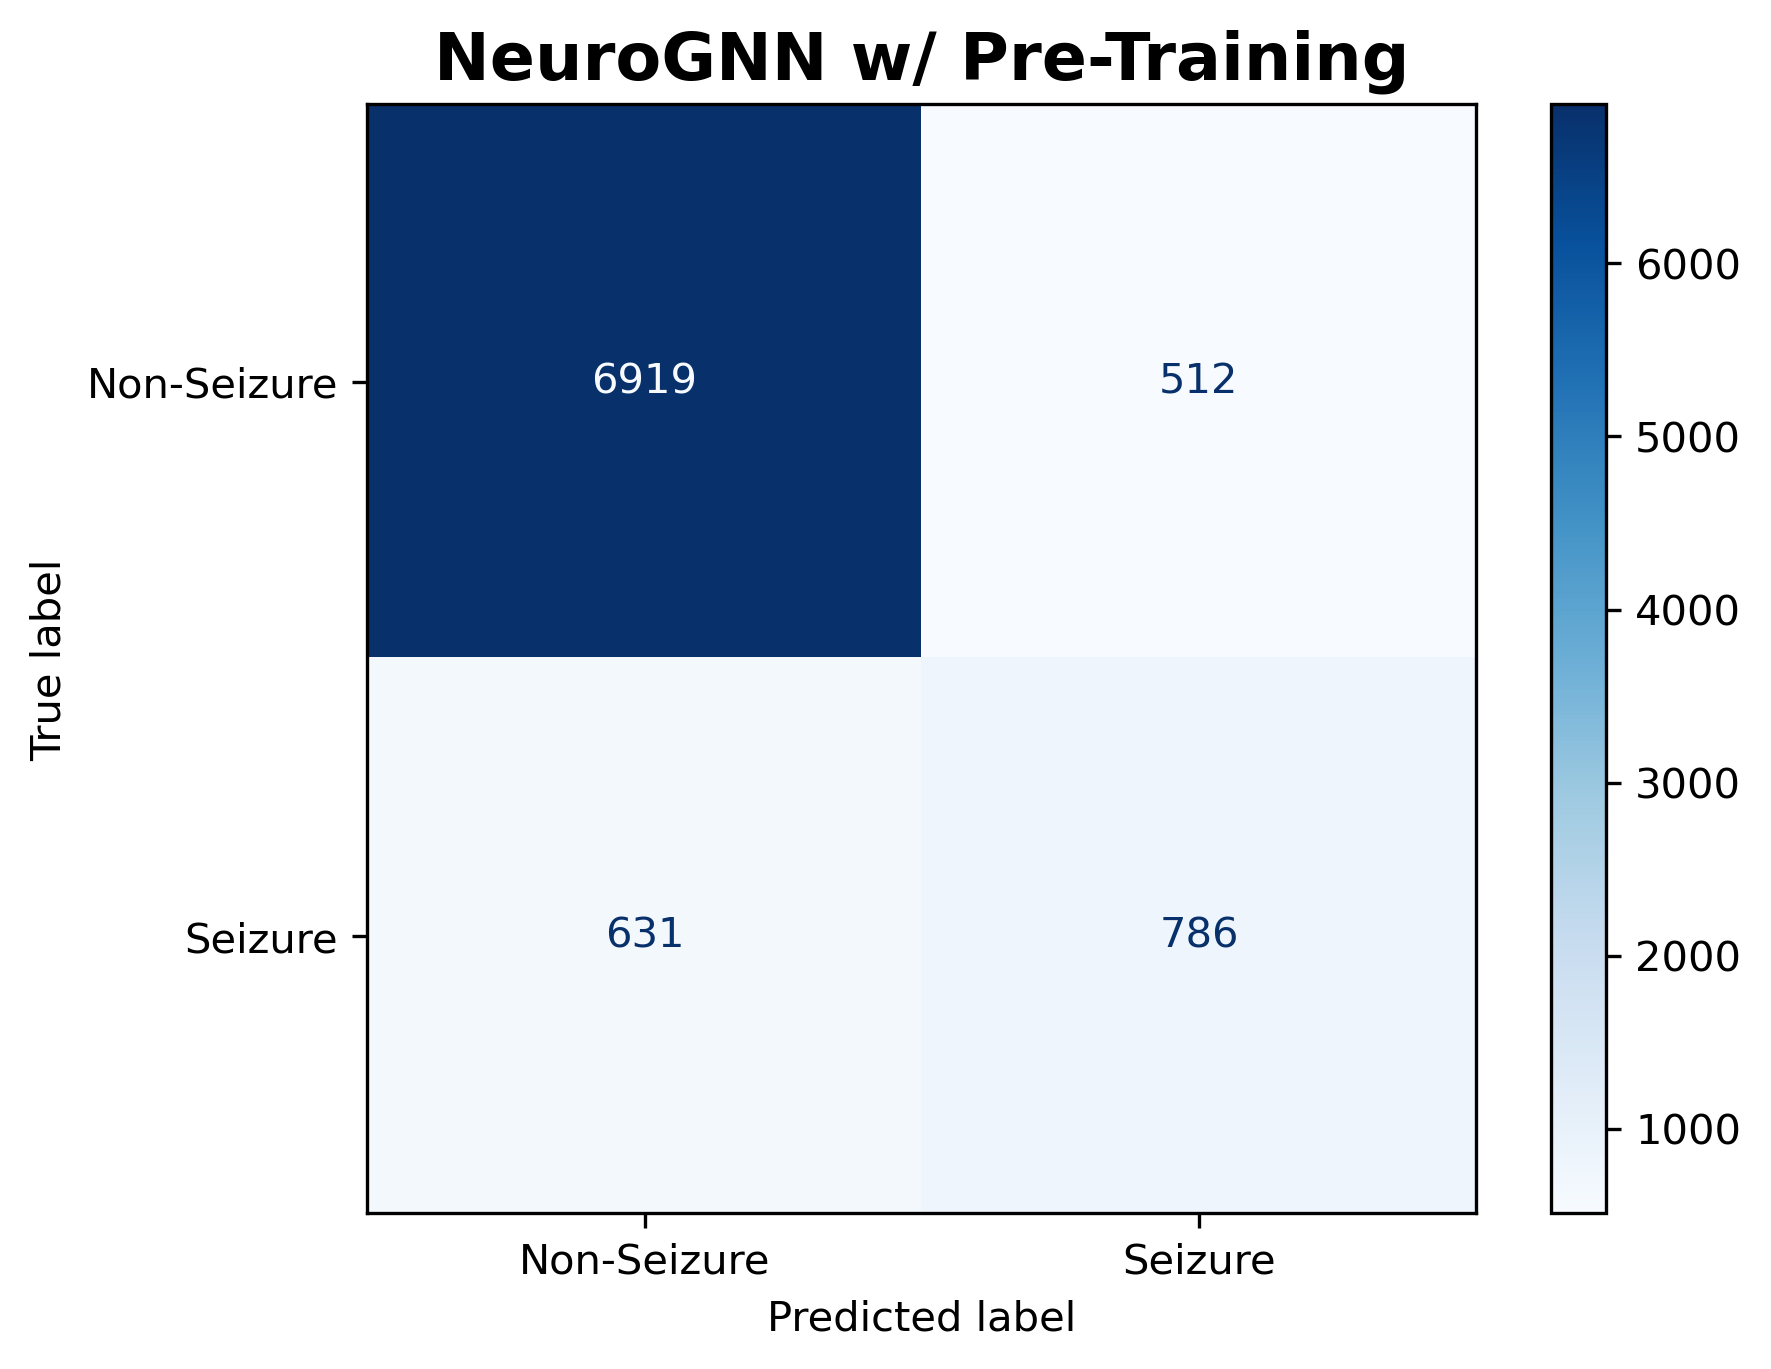 NeuroGNN w/ Pre-Training
True label
Non-Seizure
Seizure
6919
512
631
786
Non-Seizure
Seizure
Predicted label
6000
5000
4000
3000
2000
1000